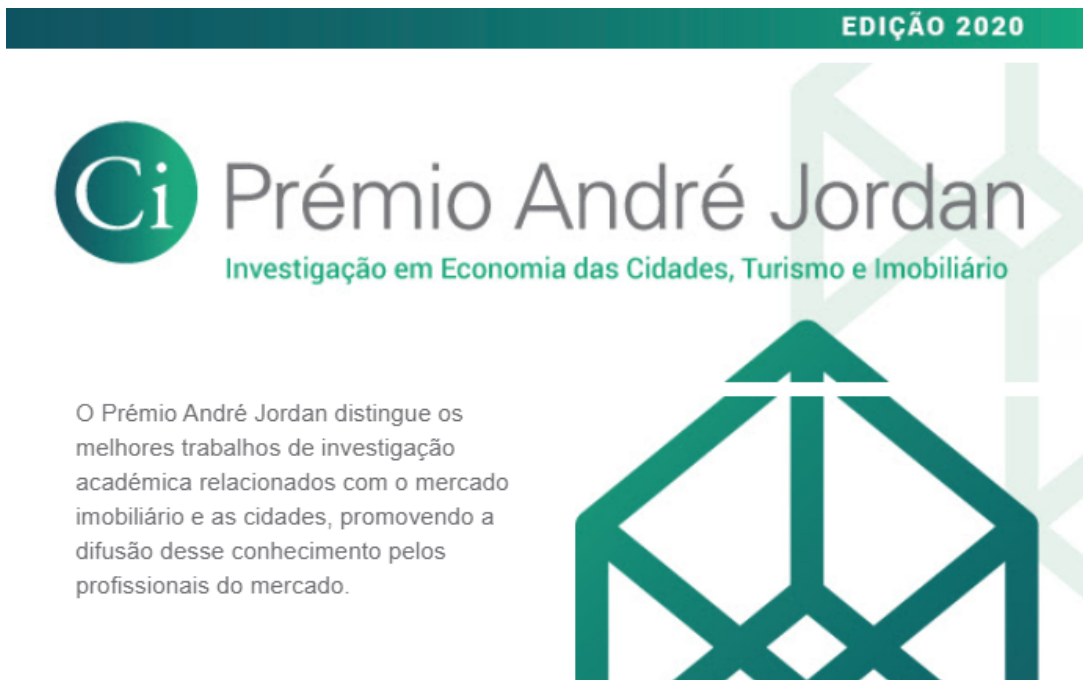 EDIÇÃO 2020
Ci Prémio André Jordan
Investigação em Economia das Cidades, Turismo e Imobiliário
O Prémio André Jordan distingue os
melhores trabalhos de investigação
académica relacionados com o mercado
imobiliário e as cidades, promovendo a
difusão desse conhecimento pelos
profissionais do mercado.